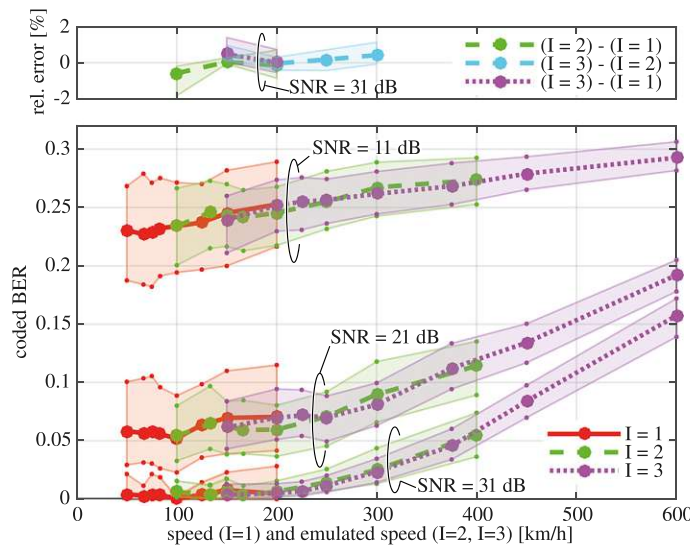 rel. error [%]
2
0
-2
(I = 2) - (I = 1)
(I = 3) - (I = 2)
(I = 3) - (I = 1)
SNR = 31 dB
coded BER
0.3
0.25
0.2
0.15
0.1
0.05
0
SNR = 11 dB
SNR = 21 dB
SNR = 31 dB
I = 1
I = 2
I = 3
0 100 200 300 400 500 600
speed (I=1) and emulated speed (I=2, I=3) [km/h]